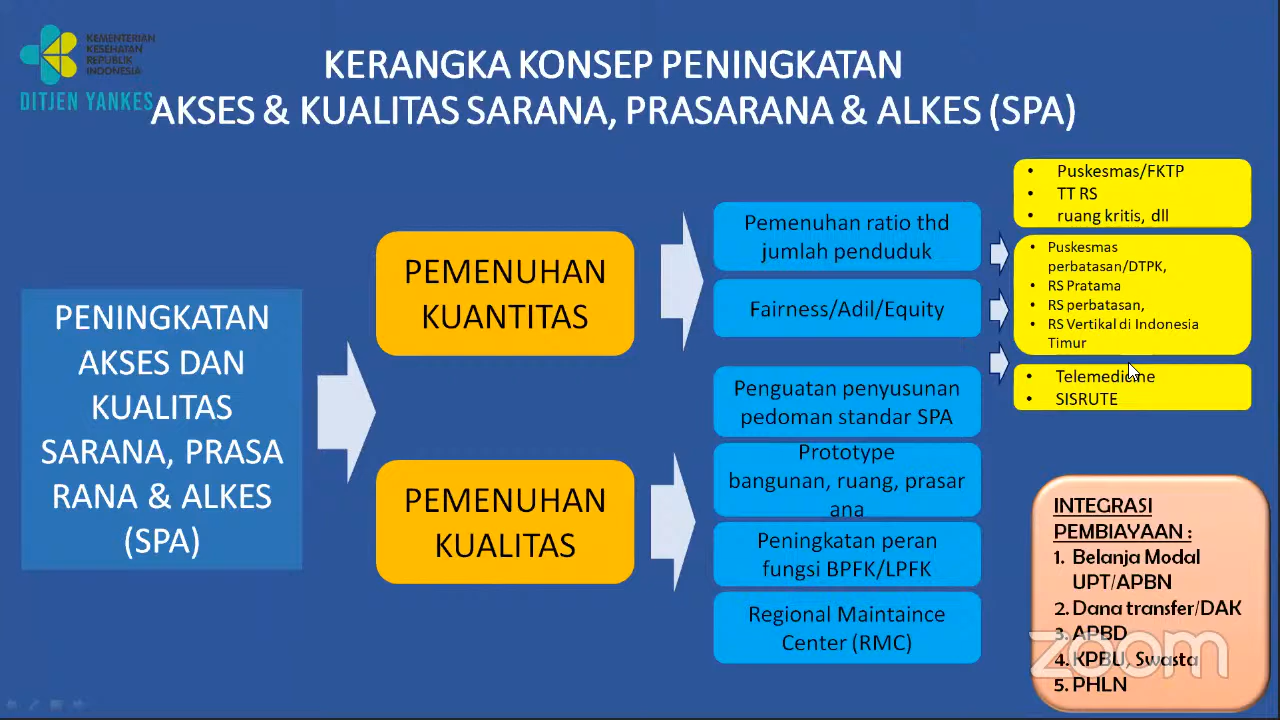 KEMENTERIAN
KESEHATAN
REPUBLIK
INDONESIA
DITJEN YANKES
KERANGKA KONSEP PENINGKATAN
AKSES & KUALITAS SARANA, PRASARANA & ALKES (SPA)
PENINGKATAN
AKSES DAN
KUALITAS
SARANA, PRASA
RANA & ALKES
(SPA)
PEMENUHAN
KUANTITAS
PEMENUHAN
KUALITAS
Pemenuhan ratio thd
jumlah penduduk
Fairness/Adil/Equity
Penguatan penyusunan
pedoman standar SPA
Prototype
bangunan, ruang, prasar
ana
Peningkatan peran
fungsi BPFK/LPFK
Regional Maintaince
Center (RMC)
• Puskesmas/FKTP
• TT RS
• ruang kritis, dll
• Puskesmas
perbatasan/DTPK,
• RS Pratama
• RS perbatasan,
• RS Vertikal di Indonesia
Timur
• Telemedicine
• SISRUTE
INTEGRASI
PEMBIAYAAN :
1. Belanja Modal
UPT/APBN
2. Dana transfer/DAK
3. APBD
4. KPBU, Swasta
5. PHLN
zoom